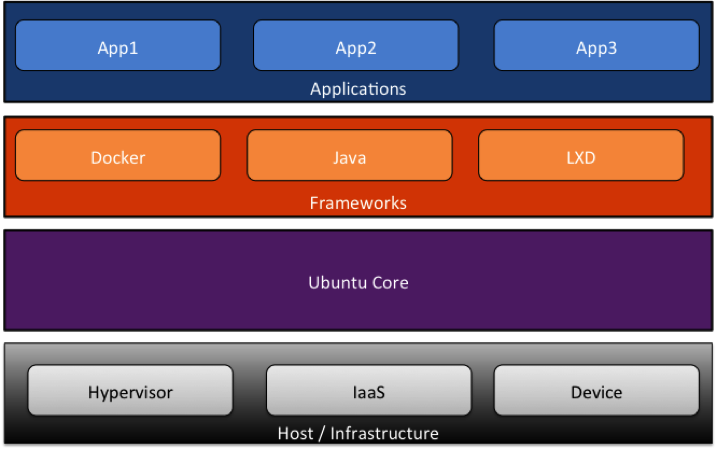 App1 App2 App3
Applications
Docker Java LXD
Frameworks
Ubuntu Core
Hypervisor IaaS Device
Host / Infrastructure